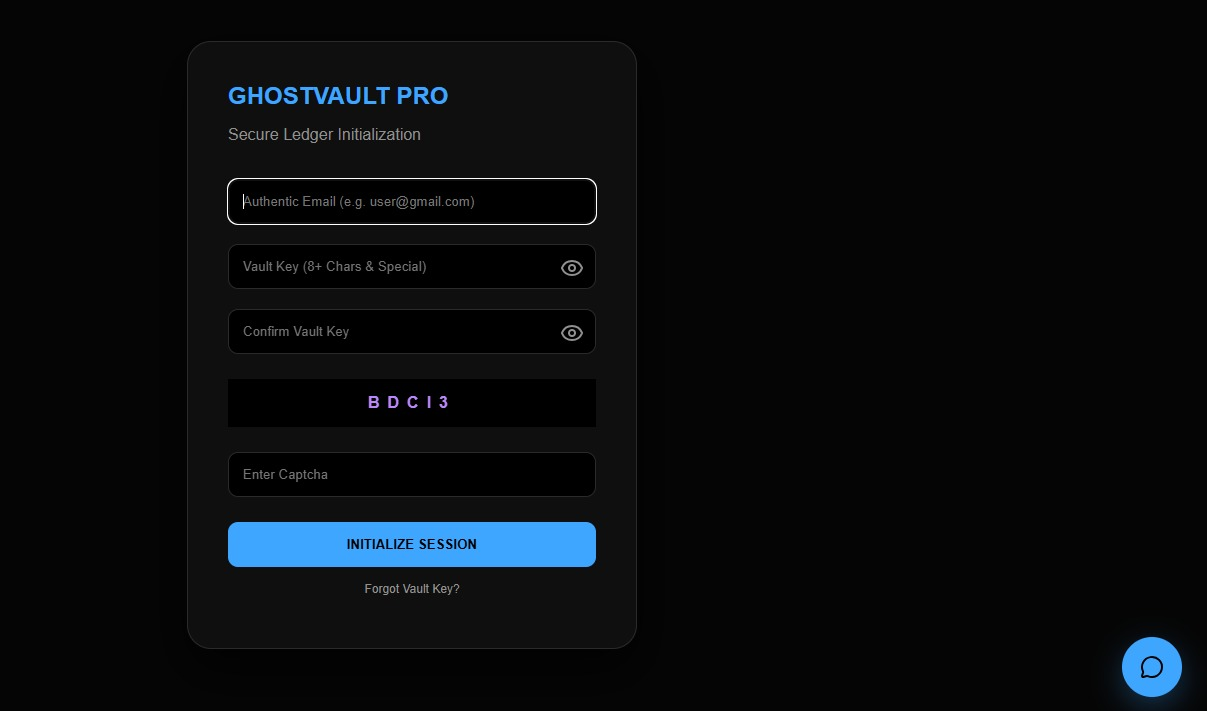 GHOSTVAULT PRO
Secure Ledger Initialization
Authentic Email (e.g. user@gmail.com)
Vault Key (8+ Chars & Special)
Confirm Vault Key
B D C I 3
Enter Captcha
INITIALIZE SESSION
Forgot Vault Key?